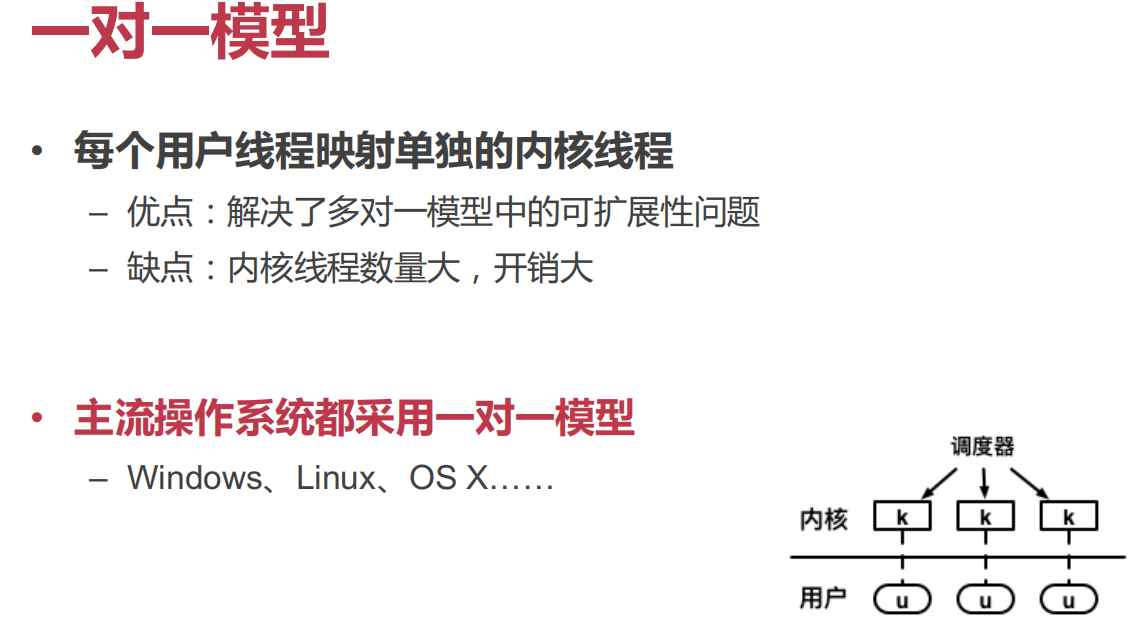 一对一模型
• 每个用户线程映射单独的内核线程
– 优点：解决了多对一模型中的可扩展性问题
– 缺点：内核线程数量大，开销大
• 主流操作系统都采用一对一模型
– Windows、Linux、OS X……
调度器
内核 k k k
用户 u u u